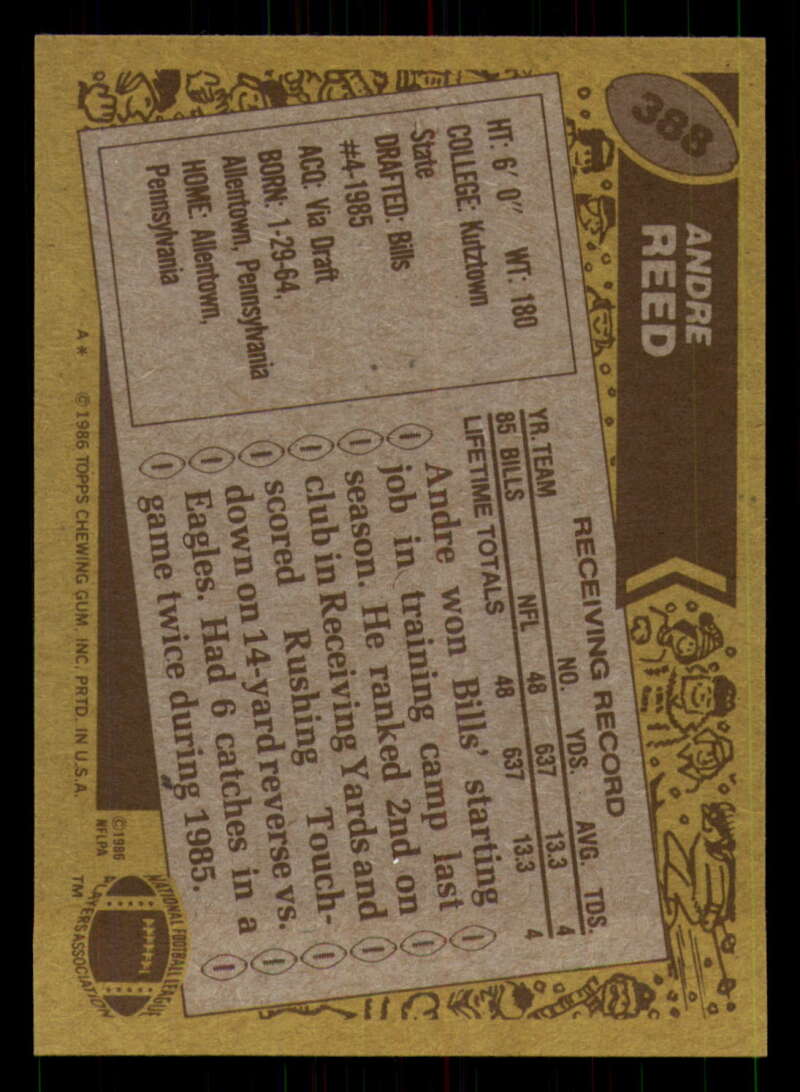 388
ANDRE
REED
HT: 6' 0" WT: 180
COLLEGE: Kutztown
State
DRAFTED: Bills
#4-1985
ACQ: Via Draft
BORN: 1-29-64,
Allentown, Pennsylvania
HOME: Allentown,
Pennsylvania
RECEIVING RECORD
YR. TEAM NO. YDS. AVG. TDS.
85 BILLS NFL 48 637 13.3 4
LIFETIME TOTALS 48 637 13.3 4
Andre won Bills' starting
job in training camp last
season. He ranked 2nd on
club in Receiving Yards and
scored Rushing Touch-
down on 14-yard reverse vs.
Eagles. Had 6 catches in a
game twice during 1985.
A* ©1986 TOPPS CHEWING GUM. INC, PRTD. IN U.S.A.
©1986
NFLPA
NATIONAL FOOTBALL LEAGUE
PLAYERS ASSOCIATION
TM